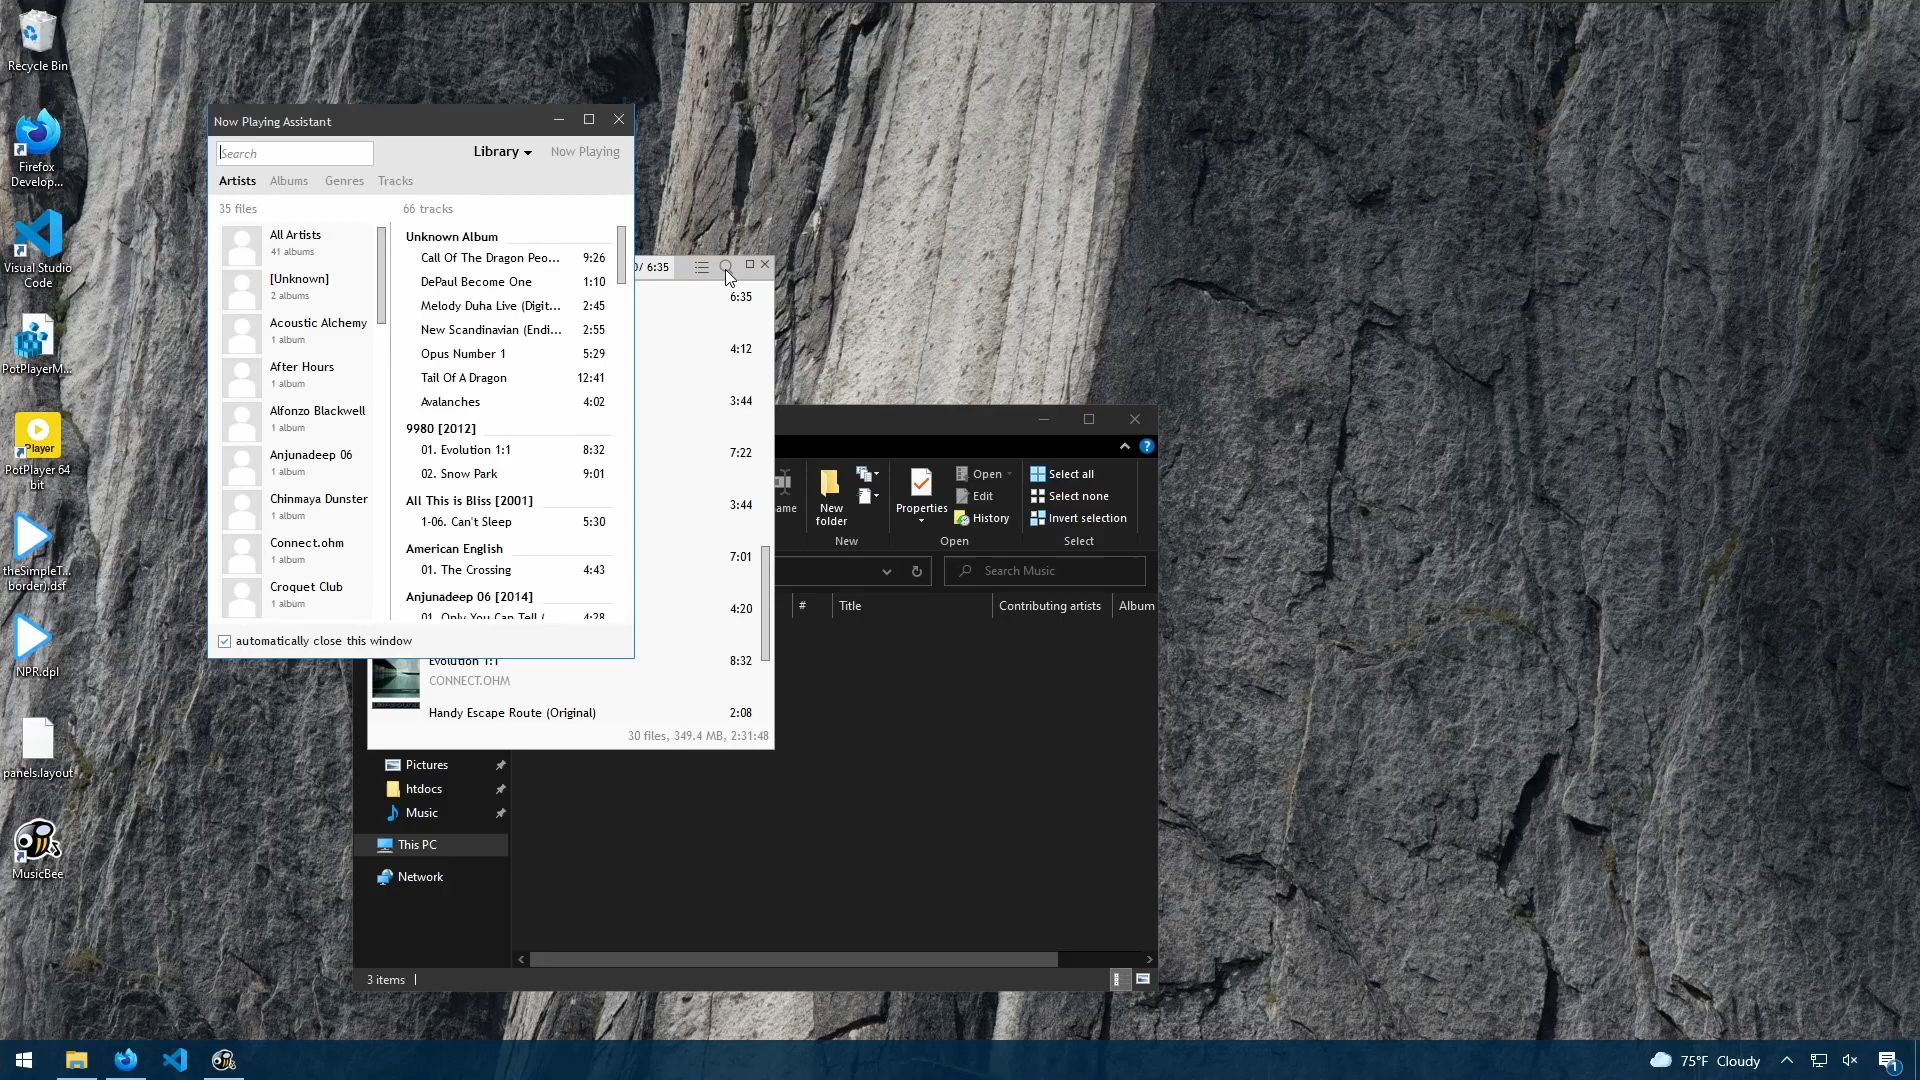 Recycle Bin
Firefox
Develop...
Visual Studio
Code
PotPlayerM...
Player
PotPlayer 64
bit
theSimpleT...
border).dsf
NPR.dpl
panels.layout
MusicBee
Now Playing Assistant
Search
Library
Now Playing
Artists Albums Genres Tracks
35 files
All Artists
41 albums
[Unknown]
2 albums
Acoustic Alchemy
1 album
After Hours
1 album
Alfonzo Blackwell
1 album
Anjunadeep 06
1 album
Chinmaya Dunster
1 album
Connect.ohm
1 album
Croquet Club
1 album
66 tracks
Unknown Album
Call Of The Dragon Peo... 9:26
DePaul Become One 1:10
Melody Duha Live (Digit... 2:45
New Scandinavian (Endi... 2:55
Opus Number 1 5:29
Tail Of A Dragon 12:41
Avalanches 4:02
9980 [2012]
01. Evolution 1:1 8:32
02. Snow Park 9:01
All This is Bliss [2001]
1-06. Can't Sleep 5:30
American English
01. The Crossing 4:43
Anjunadeep 06 [2014]
01. Only You Can Tell ( 4:28
automatically close this window
/ 6:35
6:35
4:12
3:44
7:22
3:44
7:01
4:20
Evolution 1:1 8:32
CONNECT.OHM
Handy Escape Route (Original) 2:08
30 files, 349.4 MB, 2:31:48
ame
New
folder
New
Properties
Open
Edit
History
Open
Select all
Select none
Invert selection
Select
Search Music
# Title Contributing artists Album
Pictures
htdocs
Music
This PC
Network
3 items
75°F Cloudy
1